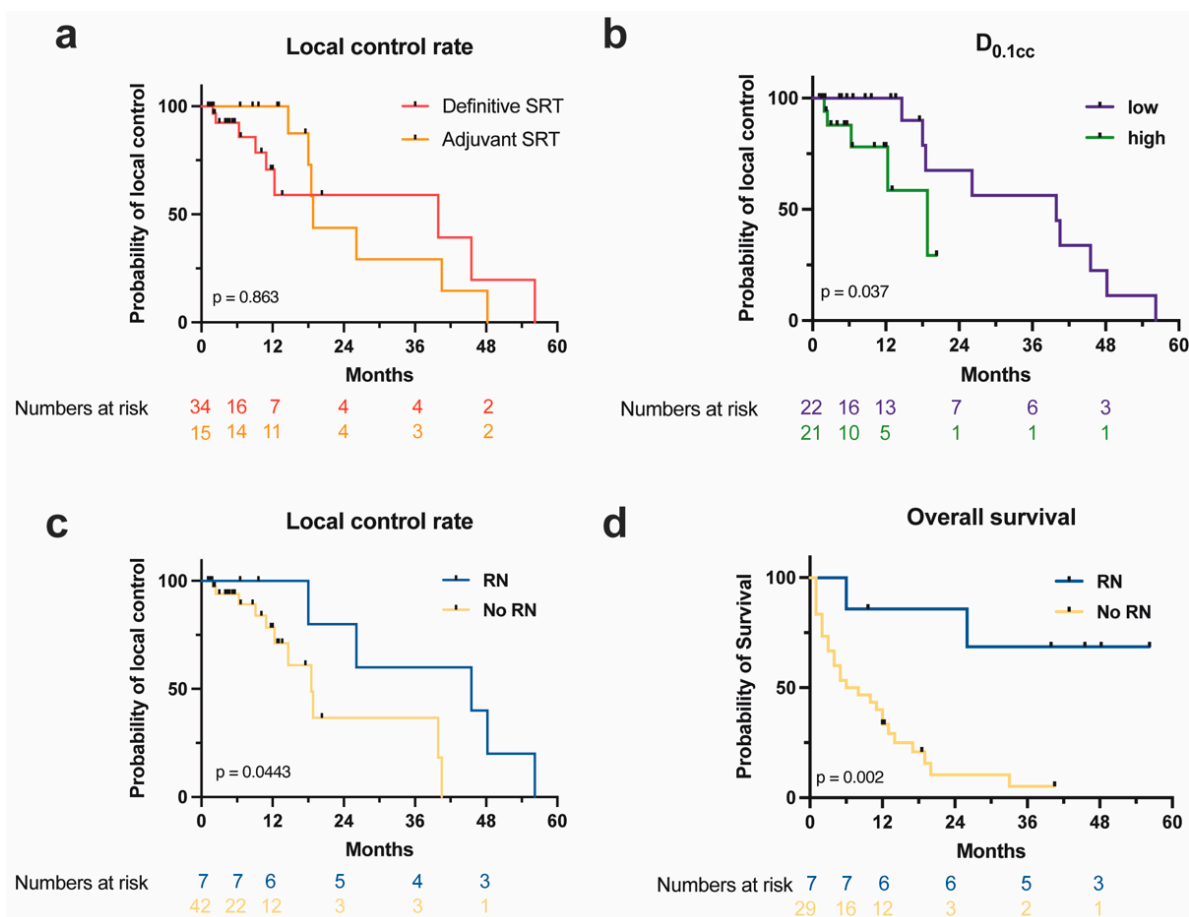 a
Local control rate
Probability of local control
100
50
0
Definitive SRT
Adjuvant SRT
p = 0.863
0 12 24 36 48 60
Months
Numbers at risk
34 16 7 4 4 2
15 14 11 4 3 2
b
D0.1cc
Probability of local control
100
50
0
low
high
p = 0.037
0 12 24 36 48 60
Months
Numbers at risk
22 16 13 7 6 3
21 10 5 1 1 1
c
Local control rate
Probability of local control
100
50
0
RN
No RN
p = 0.0443
0 12 24 36 48 60
Months
Numbers at risk
7 7 6 5 4 3
42 22 12 3 3 1
d
Overall survival
Probability of Survival
100
50
0
RN
No RN
p = 0.002
0 12 24 36 48 60
Months
Numbers at risk
7 7 6 6 5 3
29 16 12 3 2 1